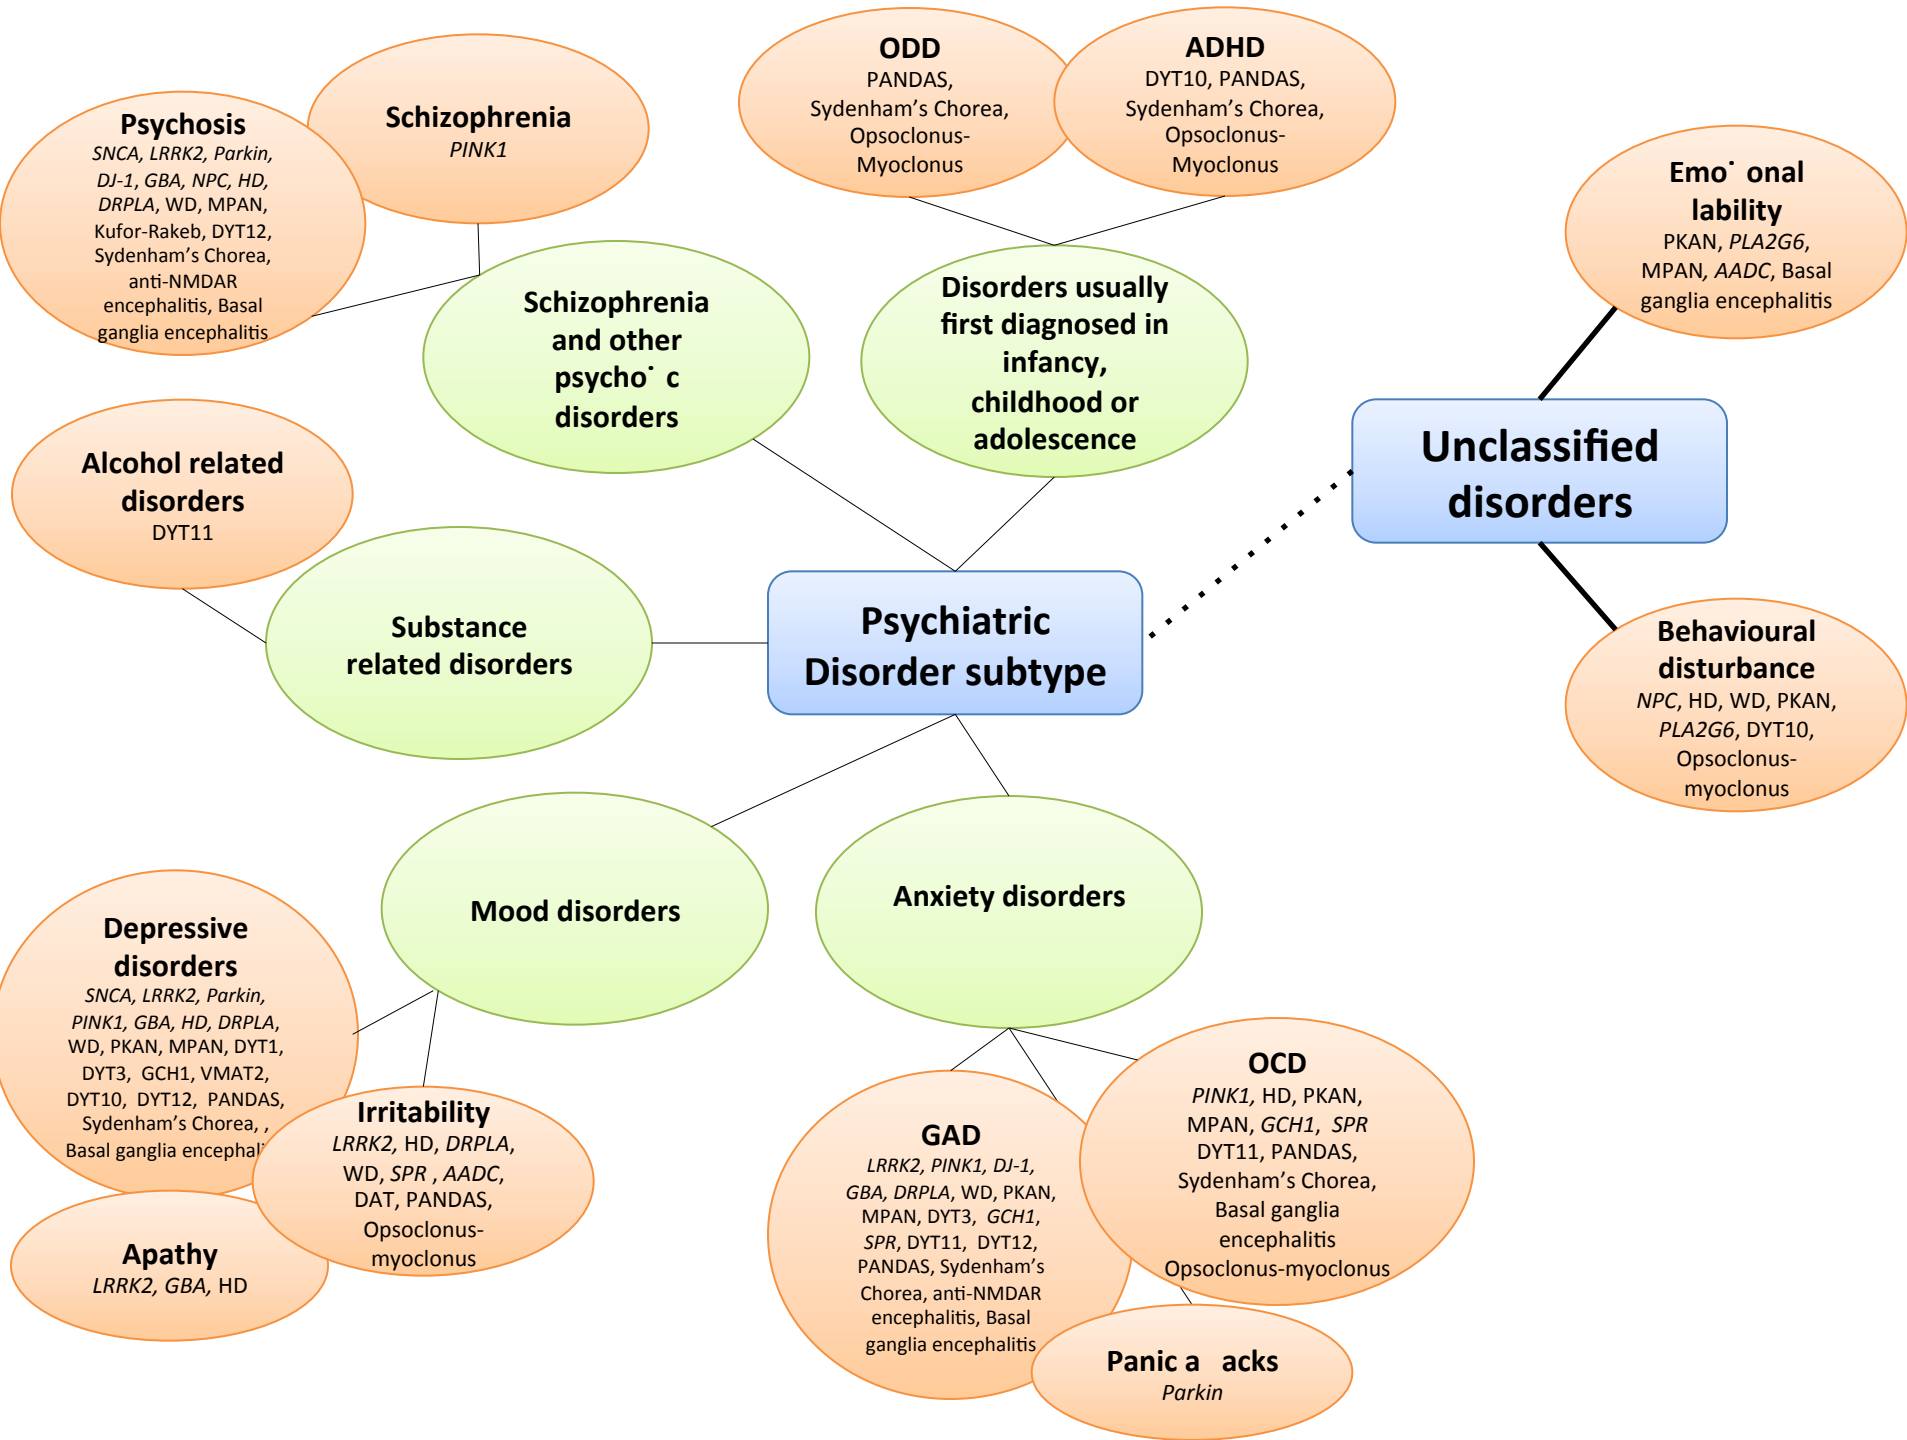 ODD
PANDAS,
Sydenham's Chorea,
Opsoclonus-
Myoclonus
ADHD
DYT10, PANDAS,
Sydenham's Chorea,
Opsoclonus-
Myoclonus
Schizophrenia
PINK1
Psychosis
SNCA, LRRK2, Parkin,
DJ-1, GBA, NPC, HD,
DRPLA, WD, MPAN,
Kufor-Rakeb, DYT12,
Sydenham's Chorea,
anti-NMDAR
encephalitis, Basal
ganglia encephalitis
Emo˙ onal
lability
PKAN, PLA2G6,
MPAN, AADC, Basal
ganglia encephalitis
Schizophrenia
and other
psycho˙ c
disorders
Disorders usually
first diagnosed in
infancy,
childhood or
adolescence
Unclassified
disorders
Alcohol related
disorders
DYT11
Substance
related disorders
Psychiatric
Disorder subtype
Behavioural
disturbance
NPC, HD, WD, PKAN,
PLA2G6, DYT10,
Opsoclonus-
myoclonus
Mood disorders
Anxiety disorders
Depressive
disorders
SNCA, LRRK2, Parkin,
PINK1, GBA, HD, DRPLA,
WD, PKAN, MPAN, DYT1,
DYT3, GCH1, VMAT2,
DYT10, DYT12, PANDAS,
Sydenham's Chorea, ,
Basal ganglia
Irritability
LRRK2, HD, DRPLA,
WD, SPR , AADC,
DAT, PANDAS,
Opsoclonus-
myoclonus
Apathy
LRRK2, GBA, HD
GAD
LRRK2, PINK1, DJ-1,
GBA, DRPLA, WD, PKAN,
MPAN, DYT3, GCH1,
SPR, DYT11, DYT12,
PANDAS, Sydenham's
Chorea, anti-NMDAR
encephalitis, Basal
ganglia encephalitis
OCD
PINK1, HD, PKAN,
MPAN, GCH1, SPR
DYT11, PANDAS,
Sydenham's Chorea,
Basal ganglia
encephalitis
Opsoclonus-myoclonus
Panic a acks
Parkin